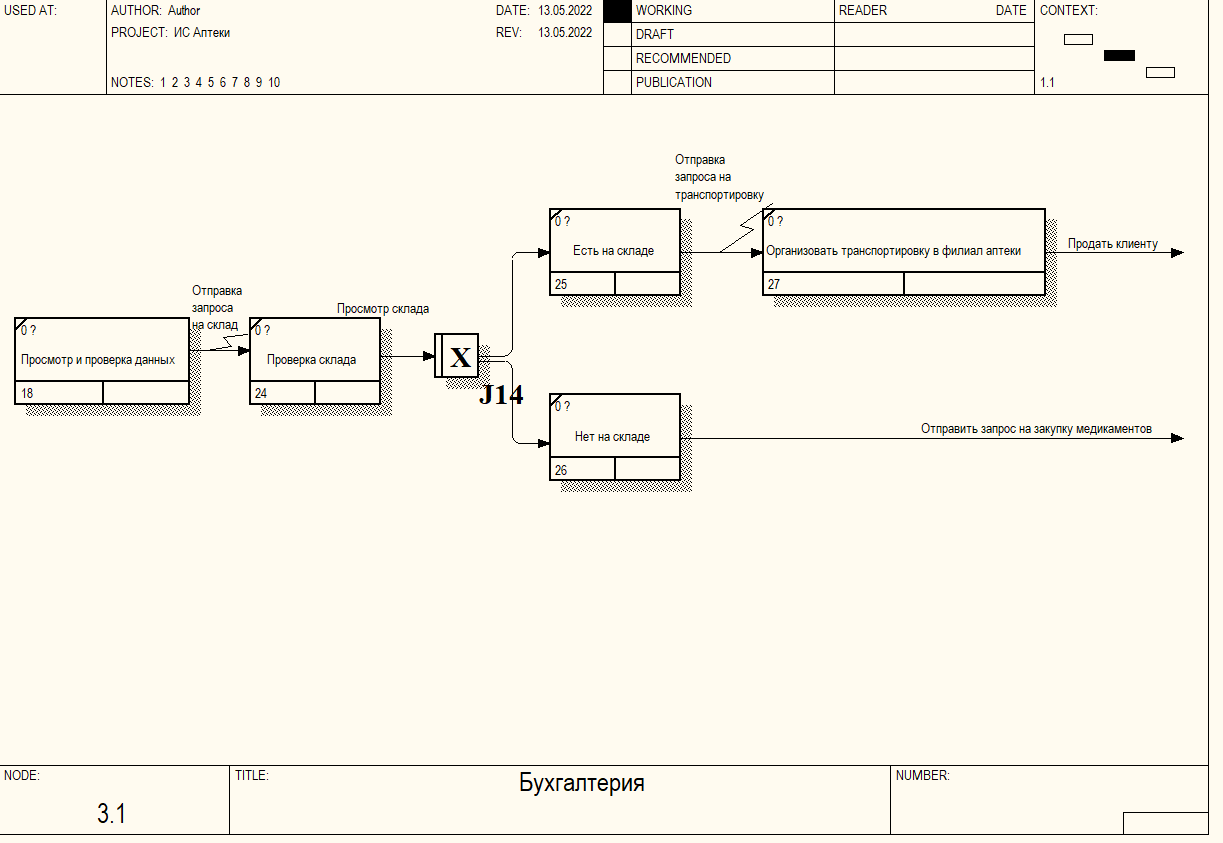 USED AT:
AUTHOR: Author
DATE: 13.05.2022
PROJECT: ИС Аптеки
REV: 13.05.2022
NOTES: 1 2 3 4 5 6 7 8 9 10
WORKING
DRAFT
RECOMMENDED
PUBLICATION
READER
DATE
CONTEXT:
1.1
Отправка
запроса на
транспортировку
0 ?
Есть на складе
25
0 ?
Организовать транспортировку в филиал аптеки
27
Продать клиенту
Отправка
запроса
на склад
Просмотр склада
0 ?
Просмотр и проверка данных
18
0 ?
Проверка склада
24
X
J14
0 ?
Нет на складе
26
Отправить запрос на закупку медикаментов
NODE:
3.1
TITLE:
Бухгалтерия
NUMBER: